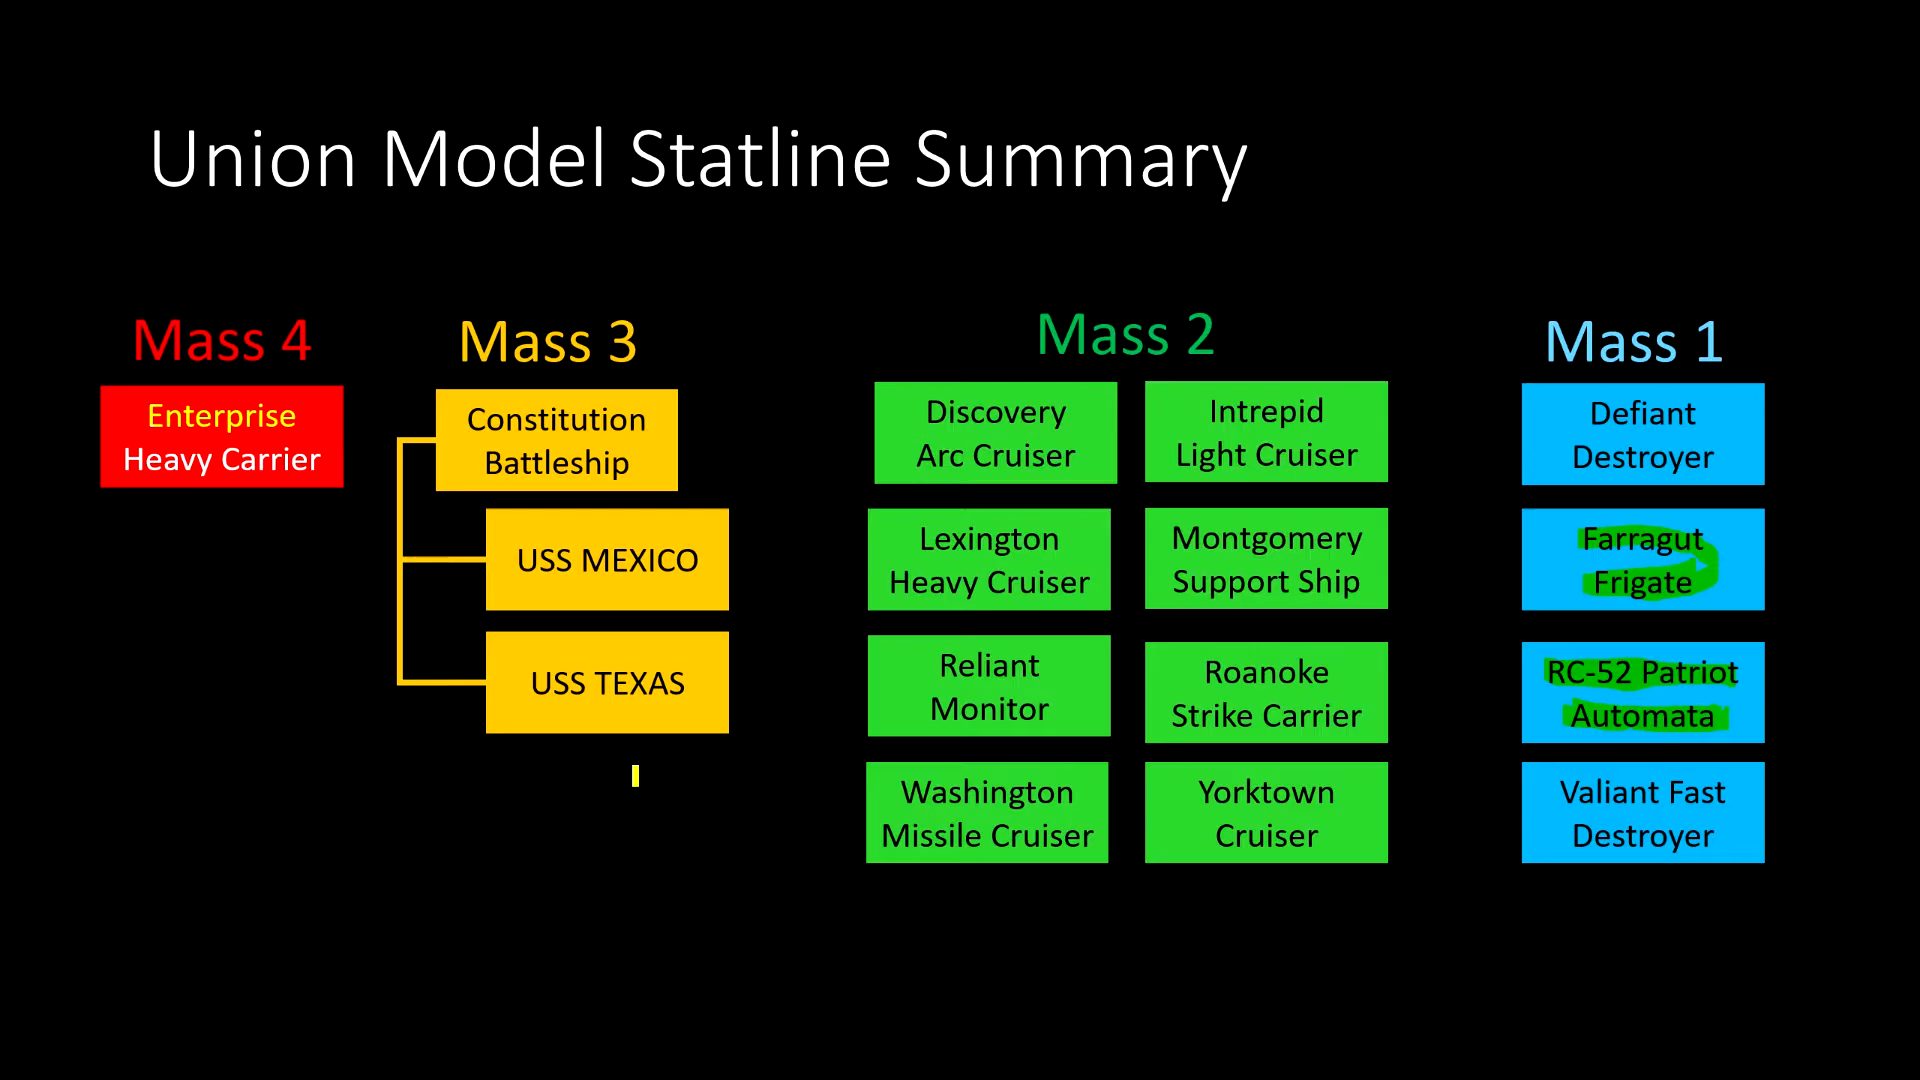 Union Model Statline Summary
Mass 4
Enterprise
Heavy Carrier
Mass 3
Constitution
Battleship
USS MEXICO
USS TEXAS
Mass 2
Discovery
Arc Cruiser
Intrepid
Light Cruiser
Lexington
Heavy Cruiser
Montgomery
Support Ship
Reliant
Monitor
Roanoke
Strike Carrier
Washington
Missile Cruiser
Yorktown
Cruiser
Mass 1
Defiant
Destroyer
Farragut
Frigate
RC-52 Patriot
Automata
Valiant Fast
Destroyer